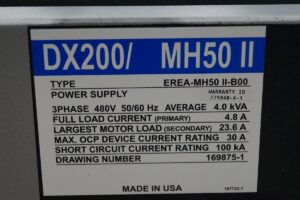 DX200/ MH50 II
TYPE EREA-MH50 II-B00
POWER SUPPLY WARRANTY ID
3PHASE 480V 50/60 Hz AVERAGE 4.0 kVA
FULL LOAD CURRENT (PRIMARY) 4.8 A
LARGEST MOTOR LOAD (SECONDARY) 23.6 A
MAX. OCP DEVICE CURRENT RATING 30 A
SHORT CIRCUIT CURRENT RATING 100 kA
DRAWING NUMBER 169875-1
MADE IN USA